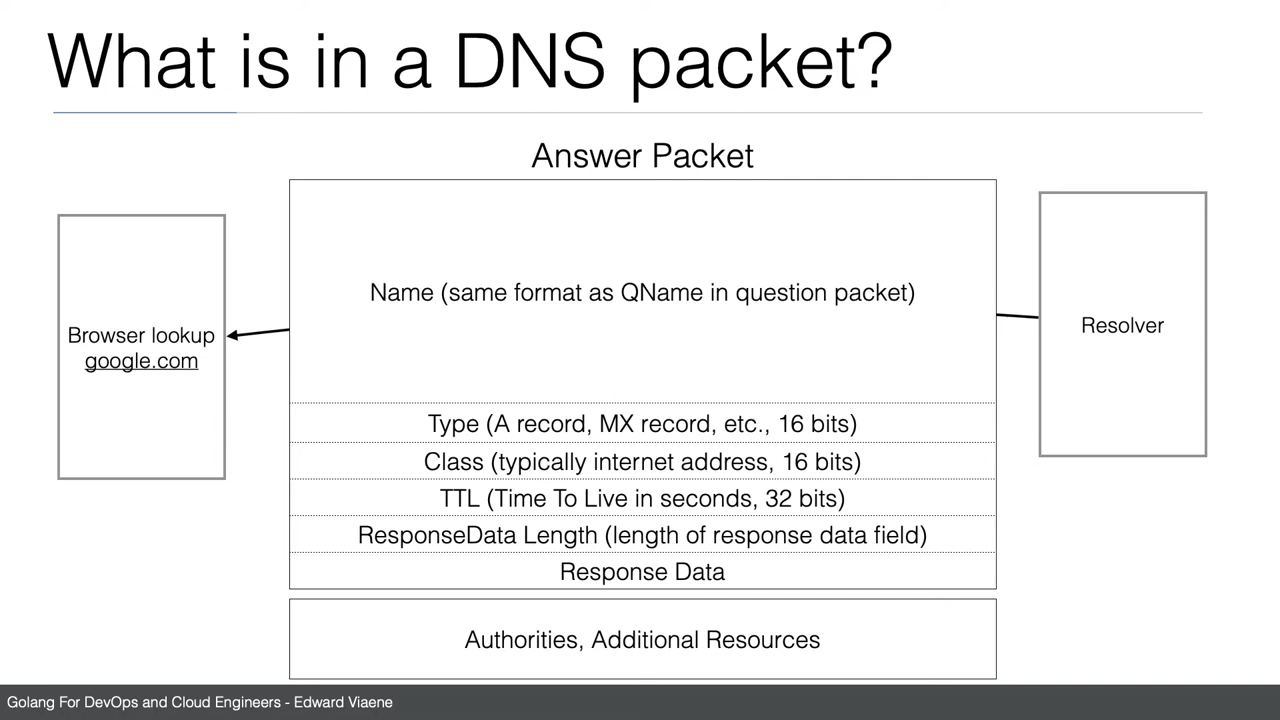 What is in a DNS packet?
Answer Packet
Browser lookup
google.com
Name (same format as QName in question packet)
Resolver
Type (A record, MX record, etc., 16 bits)
Class (typically internet address, 16 bits)
TTL (Time To Live in seconds, 32 bits)
ResponseData Length (length of response data field)
Response Data
Authorities, Additional Resources
Golang For DevOps and Cloud Engineers - Edward Viaene